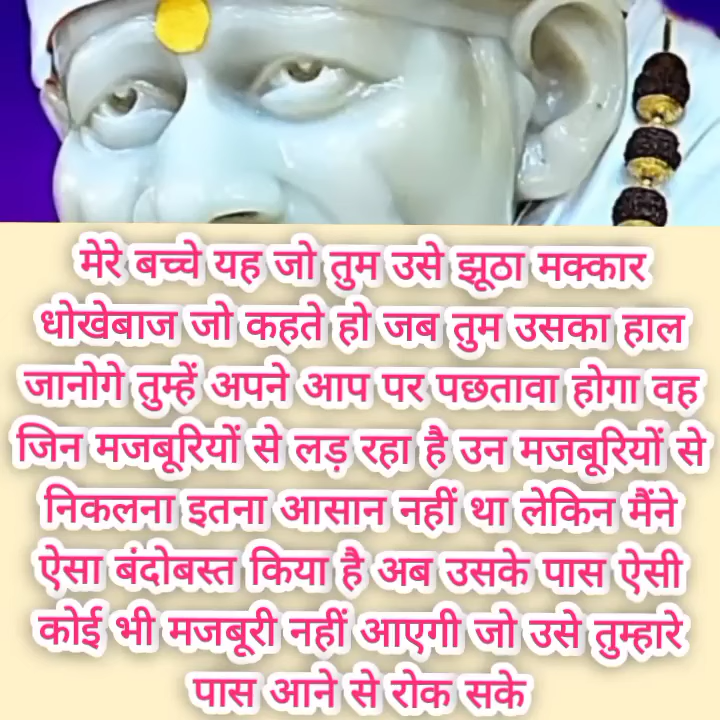 मेरे बच्चे यह जो तुम उसे झूठा मक्कार
धोखेबाज जो कहते हो जब तुम उसका हाल
जानोगे तुम्हें अपने आप पर पछतावा होगा वह
जिन मजबूरियों से लड़ रहा है उन मजबूरियों से
निकलना इतना आसान नहीं था लेकिन मैंने
ऐसा बंदोबस्त किया है अब उसके पास ऐसी
कोई भी मजबूरी नहीं आएगी जो उसे तुम्हारे
पास आने से रोक सके